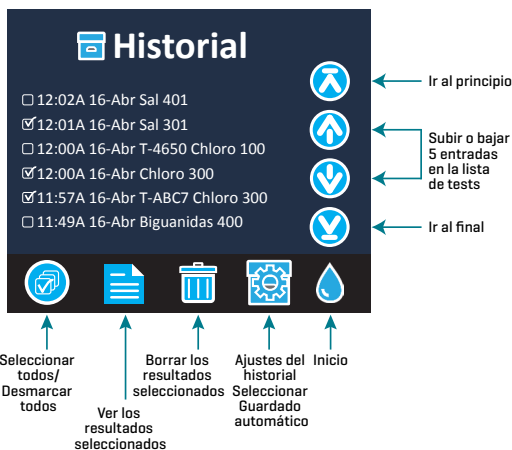 Historial
12:02A 16-Abr Sal 401
12:01A 16-Abr Sal 301
12:00A 16-Abr T-4650 Chloro 100
12:00A 16-Abr Chloro 300
11:57A 16-Abr T-ABC7 Chloro 300
11:49A 16-Abr Biguanidas 400
Ir al principio
Subir o bajar
5 entradas
en la lista
de tests
Ir al final
Seleccionar
todos/
Desmarcar
todos
Ver los
resultados
seleccionados
Borrar los
resultados
seleccionados
Ajustes del
historial
Seleccionar
Guardado
automático
Inicio